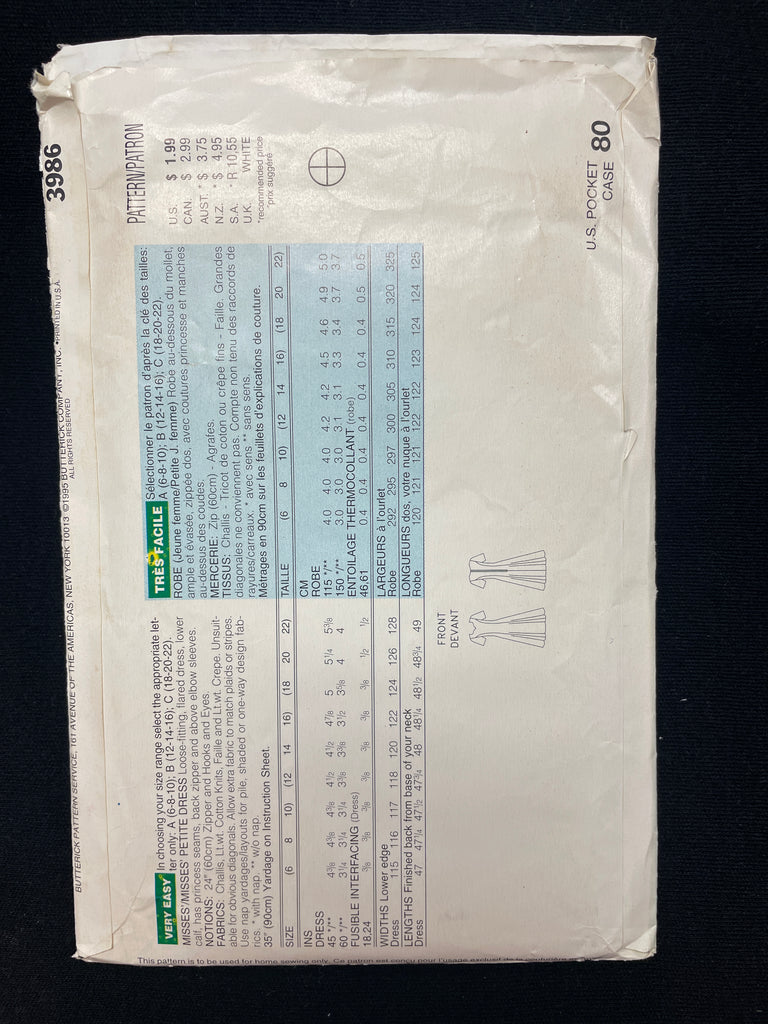 BUTTERICK PATTERN SERVICE, 161 AVENUE OF THE AMERICAS, NEW YORK 10013 ©1995 BUTTERICK COMPANY, INC. • PRINTED IN U.S.A.
ALL RIGHTS RESERVED
3986
VERY EASY In choosing your size range select the appropriate let-
ter only: A (6-8-10); B (12-14-16); C (18-20-22).
MISSES'/MISSES' PETITE DRESS Loose-fitting, flared dress, lower
calf, has princess seams, back zipper and above elbow sleeves.
NOTIONS: 24" (60cm) Zipper and Hooks and Eyes.
FABRICS: Challis, Lt.wt. Cotton Knits, Faille and Lt.wt. Crepe. Unsuit-
able for obvious diagonals. Allow extra fabric to match plaids or stripes.
Use nap yardages/layouts for pile, shaded or one-way design fab-
rics. * with nap. ** w/o nap.
35" (90cm) Yardage on Instruction Sheet.
SIZE (6 8 10) (12 14 16) (18 20 22)
INS
DRESS
45 */** 4⅜ 4⅜ 4⅜ 4½ 4½ 4⅞ 5 5¼ 5⅜
60 */** 3¼ 3¼ 3¼ 3⅜ 3⅜ 3½ 3⅝ 4 4
FUSIBLE INTERFACING (Dress)
18,24 ⅜ ⅜ ⅜ ⅜ ⅜ ⅜ ⅜ ½ ½
WIDTHS Lower edge
Dress 115 116 117 118 120 122 124 126 128
LENGTHS Finished back from base of your neck
Dress 47 47¼ 47½ 47¾ 48 48¼ 48½ 48¾ 49
TRÈS FACILE Sélectionner le patron d'après la clé des tailles:
A (6-8-10); B (12-14-16); C (18-20-22).
ROBE (Jeune femme/Petite J. femme) Robe au-dessous du mollet,
ample et évasée, zippée dos, avec coutures princesse et manches
au-dessus des coudes.
MERCERIE: Zip (60cm) - Agrafes.
TISSUS: Challis - Tricot de coton ou crêpe fins - Faille. Grandes
diagonales ne conviennent pas. Compte non tenu des raccords de
rayures/carreaux. * avec sens ** sans sens.
Métrages en 90cm sur les feuillets d'explications de couture.
TAILLE (6 8 10) (12 14 16) (18 20 22)
CM
ROBE
115 */** 4.0 4.0 4.0 4.2 4.2 4.5 4.6 4.9 5.0
150 */** 3.0 3.0 3.0 3.1 3.1 3.3 3.4 3.7 3.7
ENTOILAGE THERMOCOLLANT (robe)
46,61 0.4 0.4 0.4 0.4 0.4 0.4 0.4 0.5 0.5
LARGEURS à l'ourlet
Robe 292 295 297 300 305 310 315 320 325
LONGUEURS dos, votre nuque à l'ourlet
Robe 120 121 121 122 122 123 124 124 125
PATTERN/PATRON
U.S. $ 1.99
CAN. $ 2.99
AUST. * $ 3.75
N.Z. * $ 4.95
S.A. * R 10,55
U.K. WHITE
*recommended price
*prix suggéré
FRONT
DEVANT
U.S. POCKET
CASE 80
This pattern is to be used for home sewing only. Ce patron est conçu pour l'usage exclusif de la